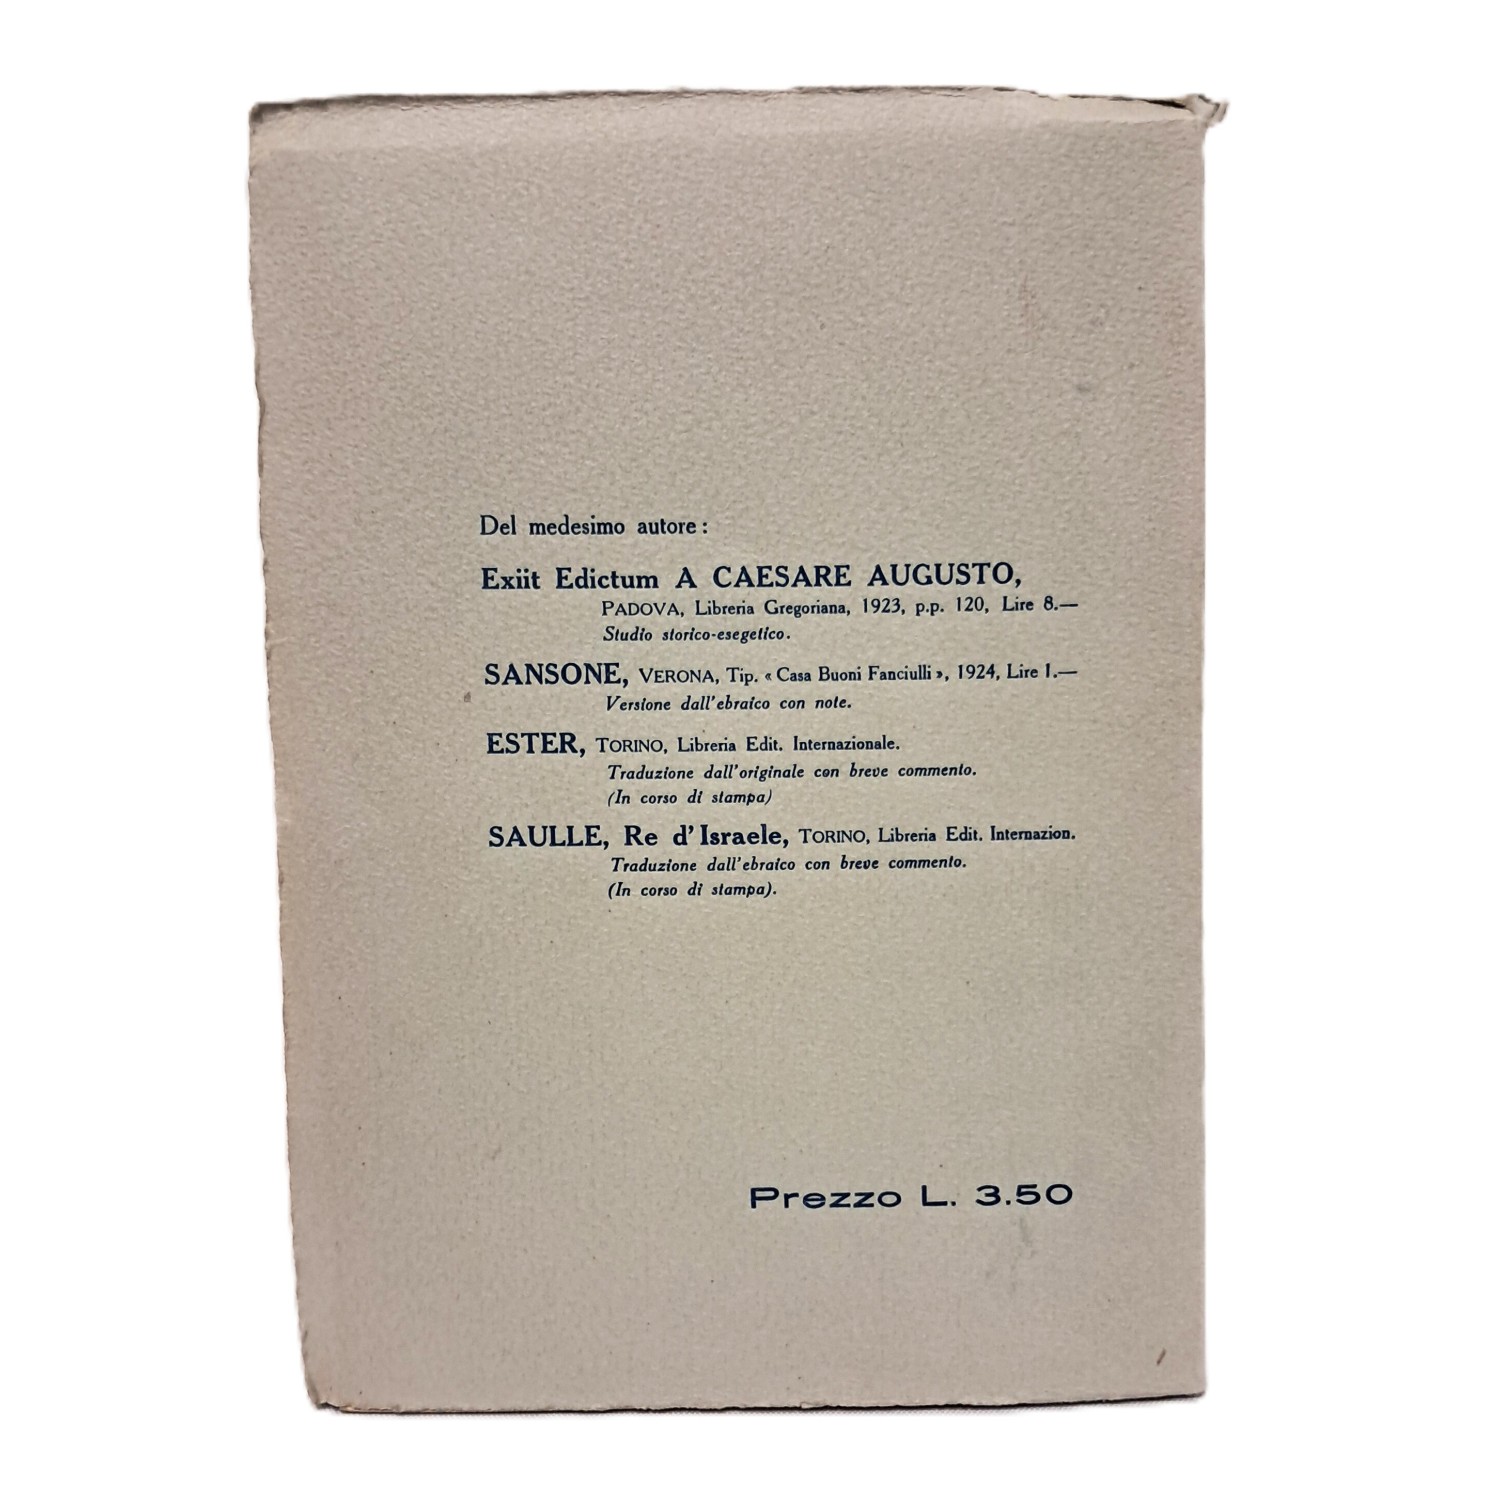 Del medesimo autore:
Exiit Edictum A CAESARE AUGUSTO,
PADOVA, Libreria Gregoriana, 1923, p.p. 120, Lire 8.—
Studio storico-esegetico.
SANSONE, VERONA, Tip. « Casa Buoni Fanciulli », 1924, Lire 1.—
Versione dall'ebraico con note.
ESTER, TORINO, Libreria Edit. Internazionale.
Traduzione dall'originale con breve commento.
(In corso di stampa)
SAULLE, Re d'Israele, TORINO, Libreria Edit. Internazion.
Traduzione dall'ebraico con breve commento.
(In corso di stampa).
Prezzo L. 3.50